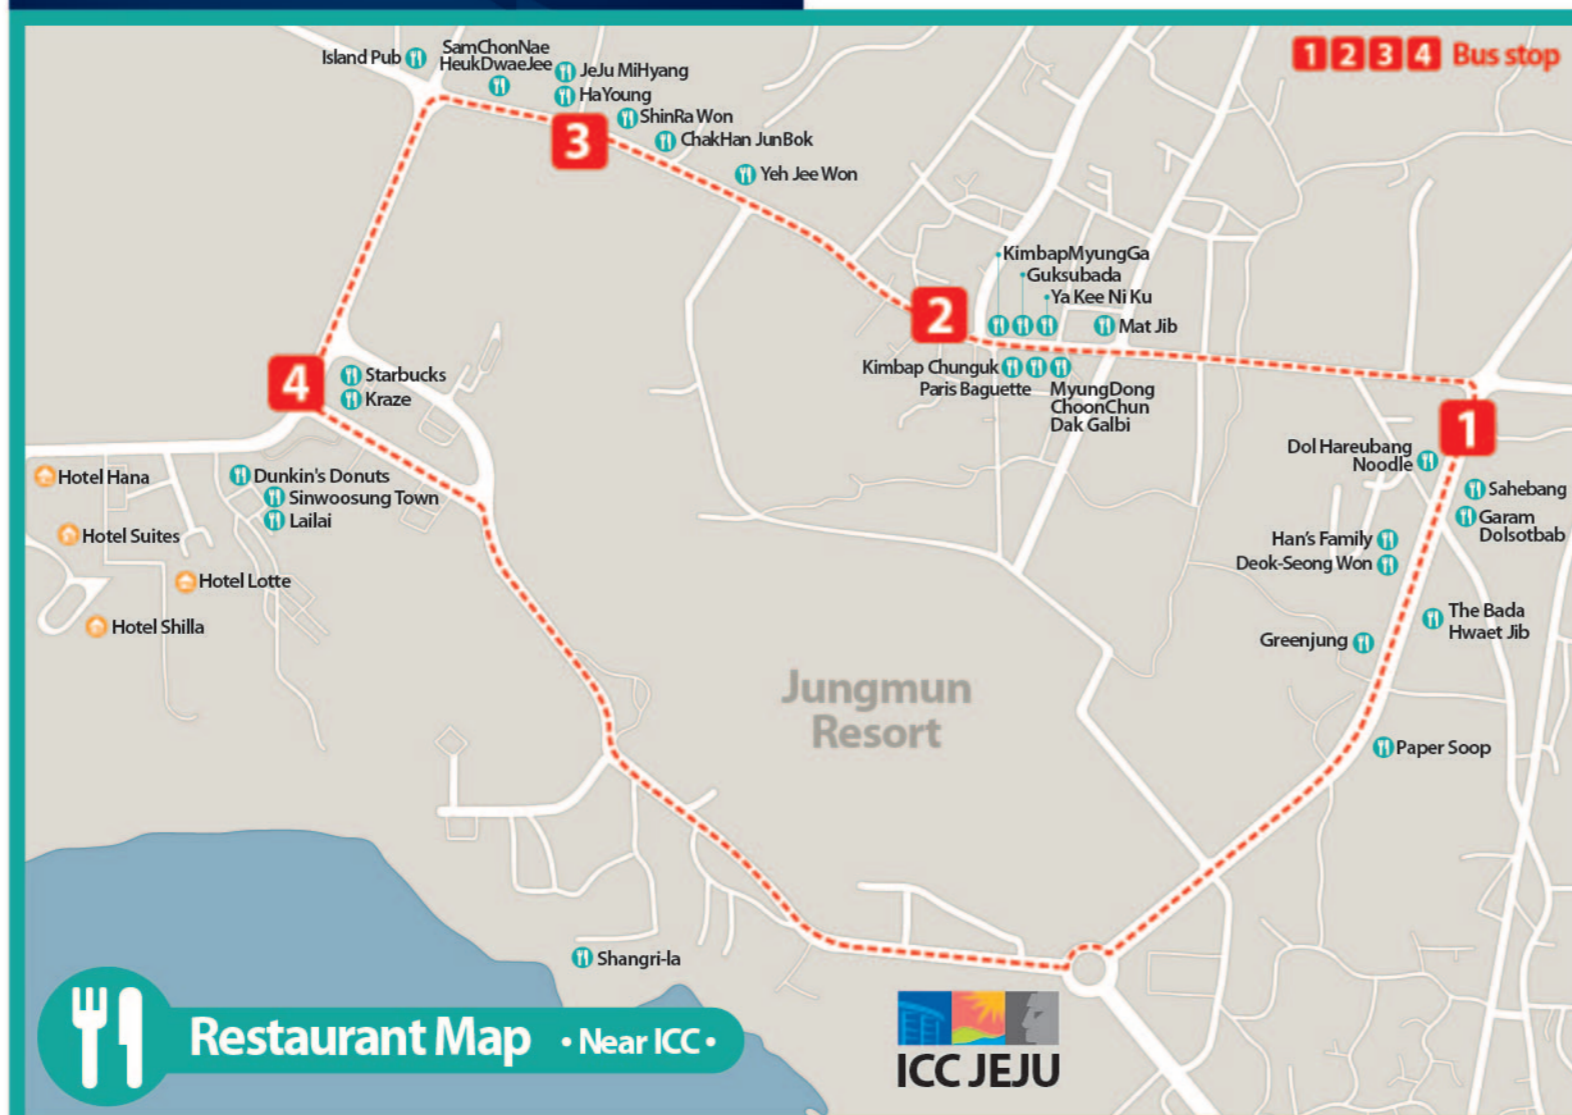 1 2 3 4 Bus stop
Island Pub
SamChonNae
HeukDwaeJee
JeJu MiHyang
HaYoung
ShinRa Won
3
ChakHan JunBok
Yeh Jee Won
KimbapMyungGa
Guksubada
Ya Kee Ni Ku
2
Mat Jib
Kimbap Chunguk
Paris Baguette
MyungDong
ChoonChun
Dak Galbi
4
Starbucks
Kraze
1
Dol Hareubang
Noodle
Sahebang
Garam
Dolsotbab
Han's Family
Deok-Seong Won
The Bada
Hwaet Jib
Greenjung
Paper Soop
Hotel Hana
Dunkin's Donuts
Sinwoosung Town
Lailai
Hotel Suites
Hotel Lotte
Hotel Shilla
Jungmun
Resort
Shangri-la
Restaurant Map • Near ICC •
ICC JEJU